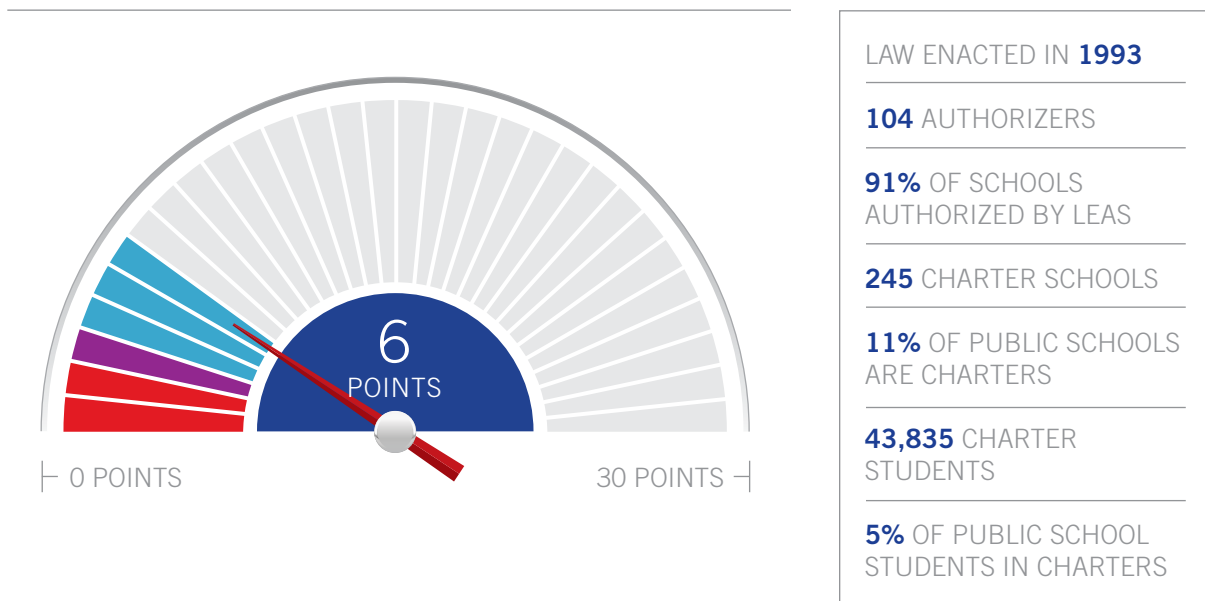 6
POINTS
0 POINTS
30 POINTS
LAW ENACTED IN 1993
104 AUTHORIZERS
91% OF SCHOOLS
AUTHORIZED BY LEAS
245 CHARTER SCHOOLS
11% OF PUBLIC SCHOOLS
ARE CHARTERS
43,835 CHARTER
STUDENTS
5% OF PUBLIC SCHOOL
STUDENTS IN CHARTERS